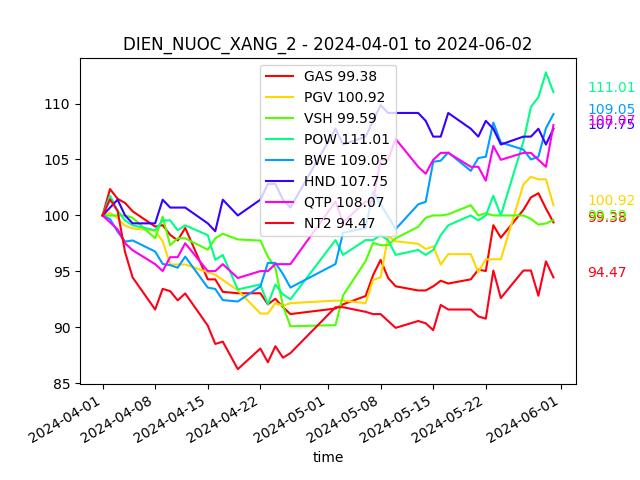 DIEN_NUOC_XANG_2 - 2024-04-01 to 2024-06-02
GAS 99.38
PGV 100.92
VSH 99.59
POW 111.01
BWE 109.05
HND 107.75
QTP 108.07
NT2 94.47
110
105
100
95
90
85
111.01
109.05
108.07
107.75
100.92
99.59
99.38
94.47
2024-04-01
2024-04-08
2024-04-15
2024-04-22
2024-05-01
2024-05-08
2024-05-15
2024-05-22
2024-06-01
time